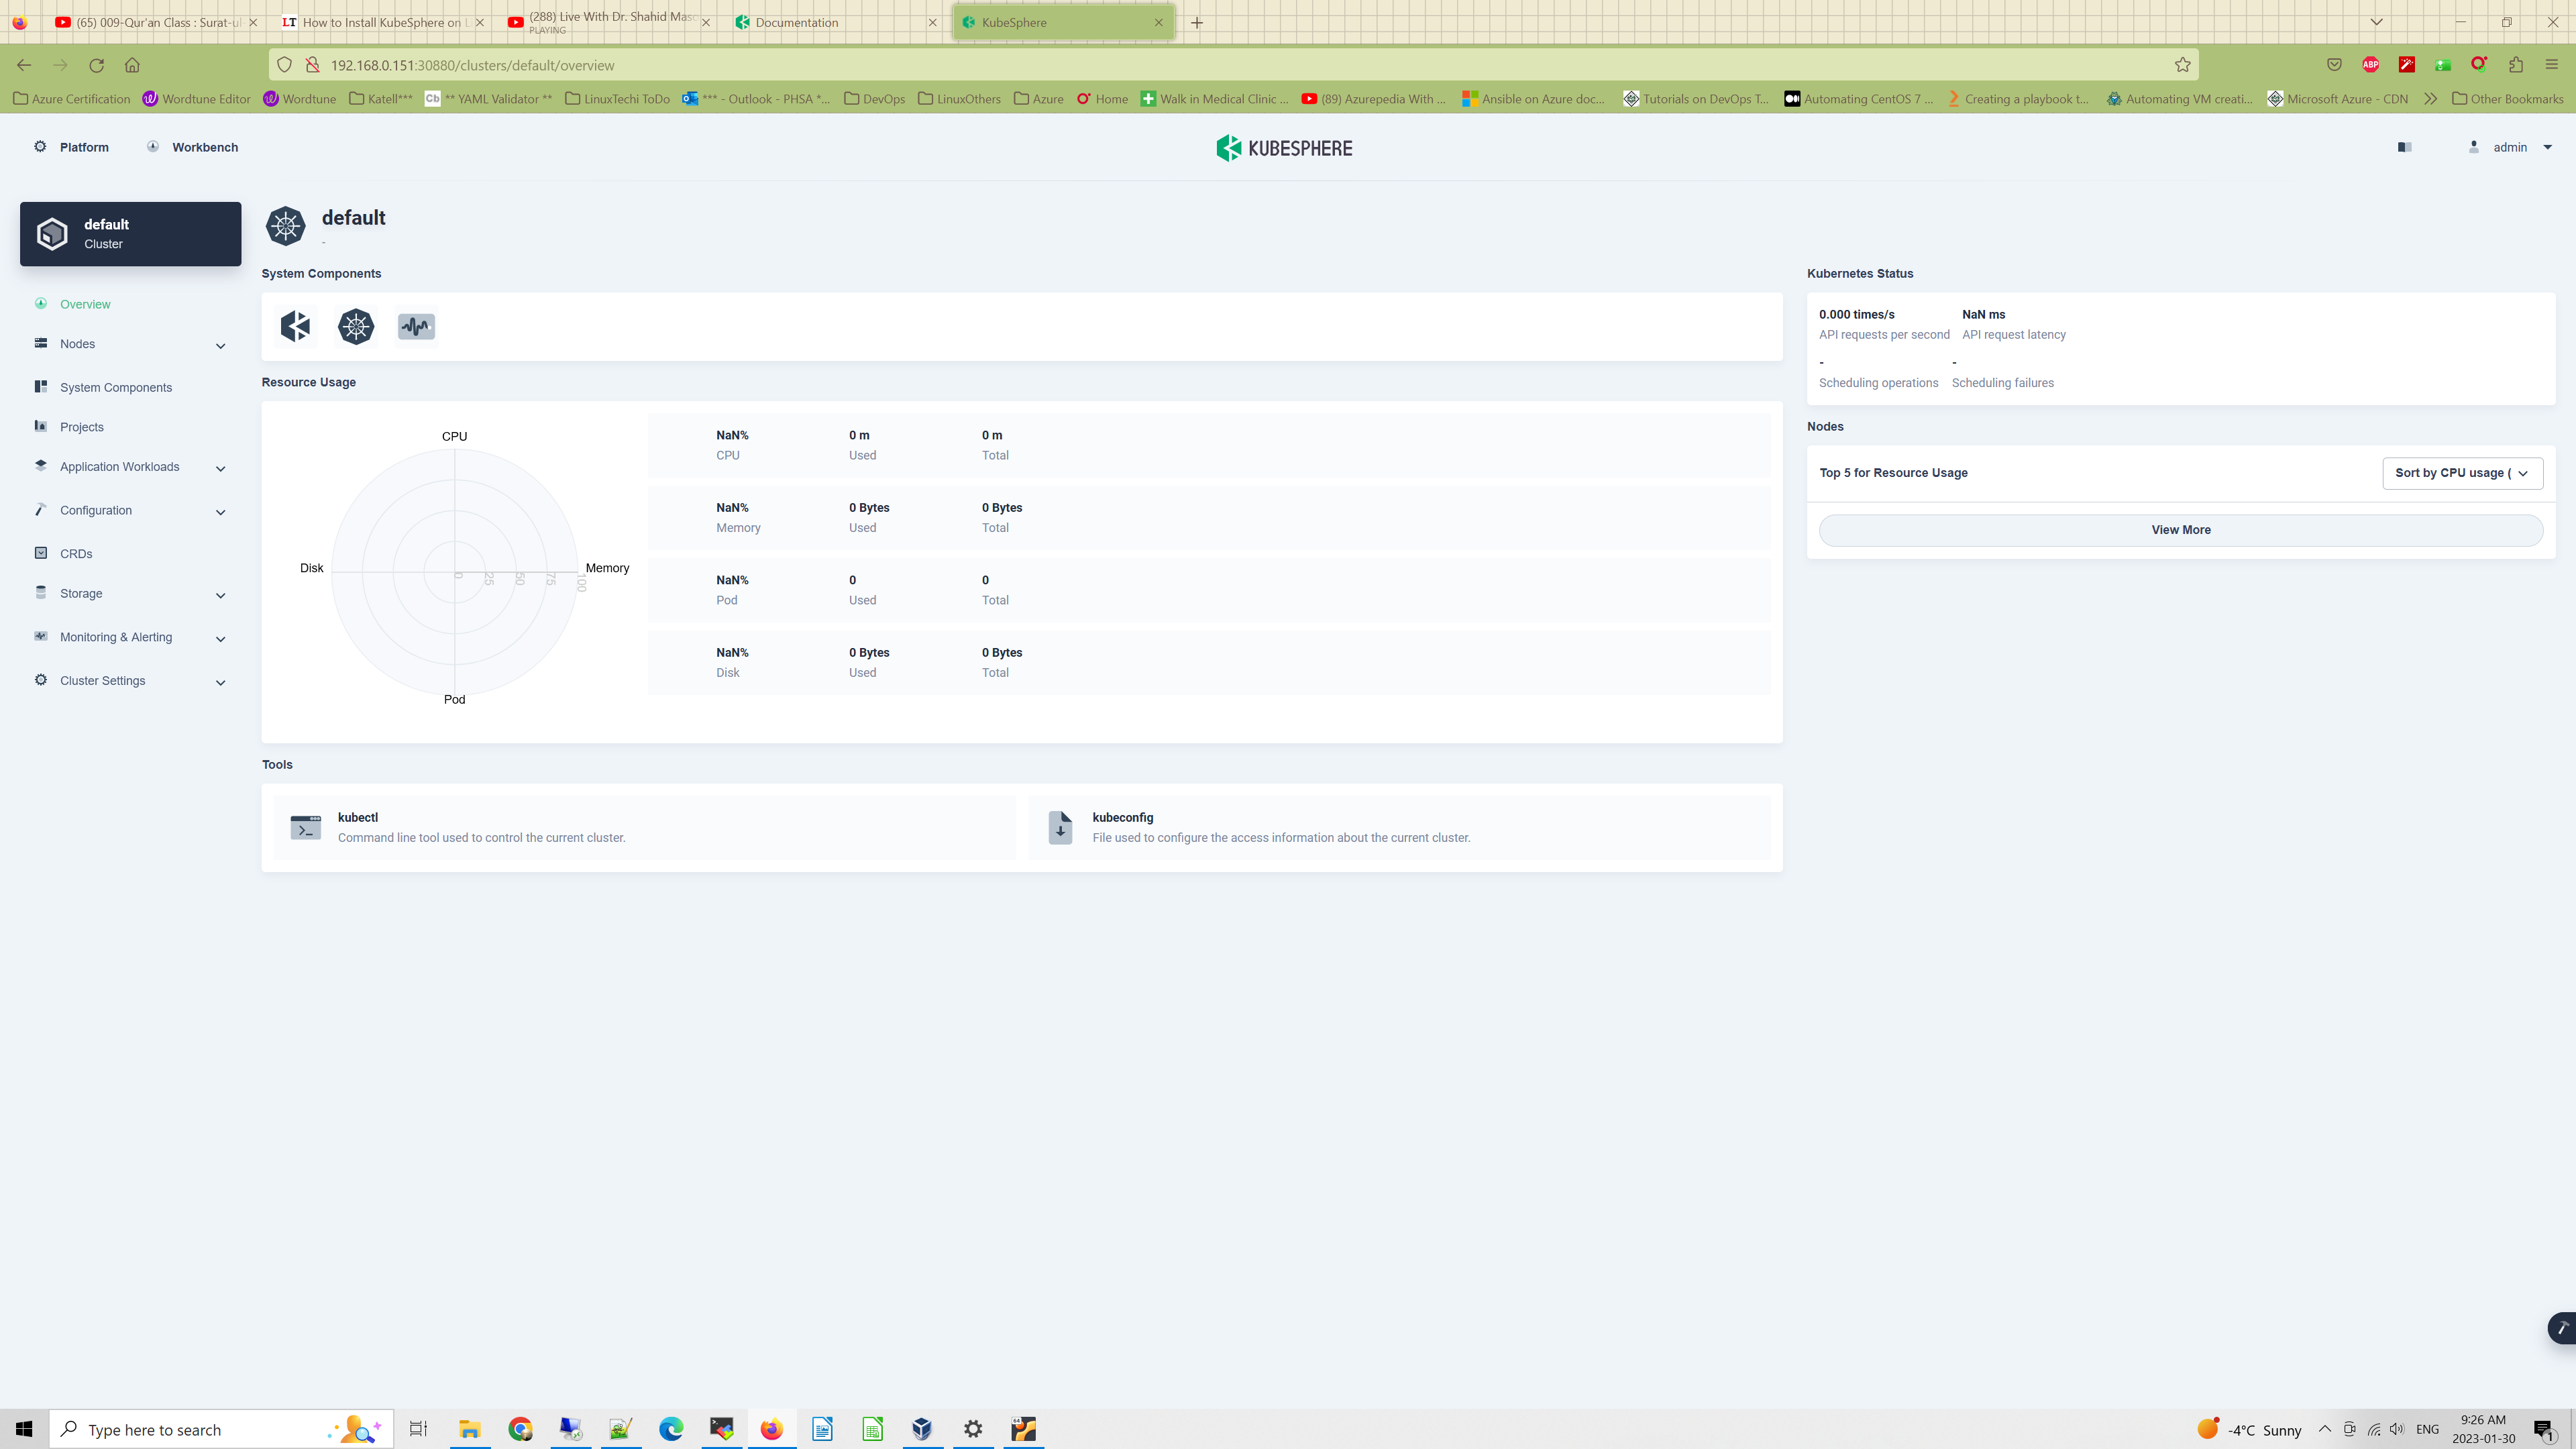 (65) 009-Qur'an Class : Surat-ul
How to Install KubeSphere on L
(288) Live With Dr. Shahid Maso
PLAYING
Documentation
KubeSphere
192.168.0.151:30880/clusters/default/overview
Azure Certification
Wordtune Editor
Wordtune
Katell***
** YAML Validator **
LinuxTechi ToDo
*** - Outlook - PHSA *...
DevOps
LinuxOthers
Azure
Home
Walk in Medical Clinic ...
(89) Azurepedia With ...
Ansible on Azure doc...
Tutorials on DevOps T...
Automating CentOS 7 ...
Creating a playbook t...
Automating VM creati...
Microsoft Azure - CDN
Other Bookmarks
Platform
Workbench
KUBESPHERE
admin
default
Cluster
Overview
Nodes
System Components
Projects
Application Workloads
Configuration
CRDs
Storage
Monitoring & Alerting
Cluster Settings
default
-
System Components
Resource Usage
CPU
Disk
Memory
Pod
0
25
50
75
100
NaN% 0 m 0 m
CPU Used Total
NaN% 0 Bytes 0 Bytes
Memory Used Total
NaN% 0 0
Pod Used Total
NaN% 0 Bytes 0 Bytes
Disk Used Total
Tools
kubectl
Command line tool used to control the current cluster.
kubeconfig
File used to configure the access information about the current cluster.
Kubernetes Status
0.000 times/s NaN ms
API requests per second API request latency
- -
Scheduling operations Scheduling failures
Nodes
Top 5 for Resource Usage
Sort by CPU usage (
View More
Type here to search
-4°C Sunny
ENG
9:26 AM
2023-01-30
1